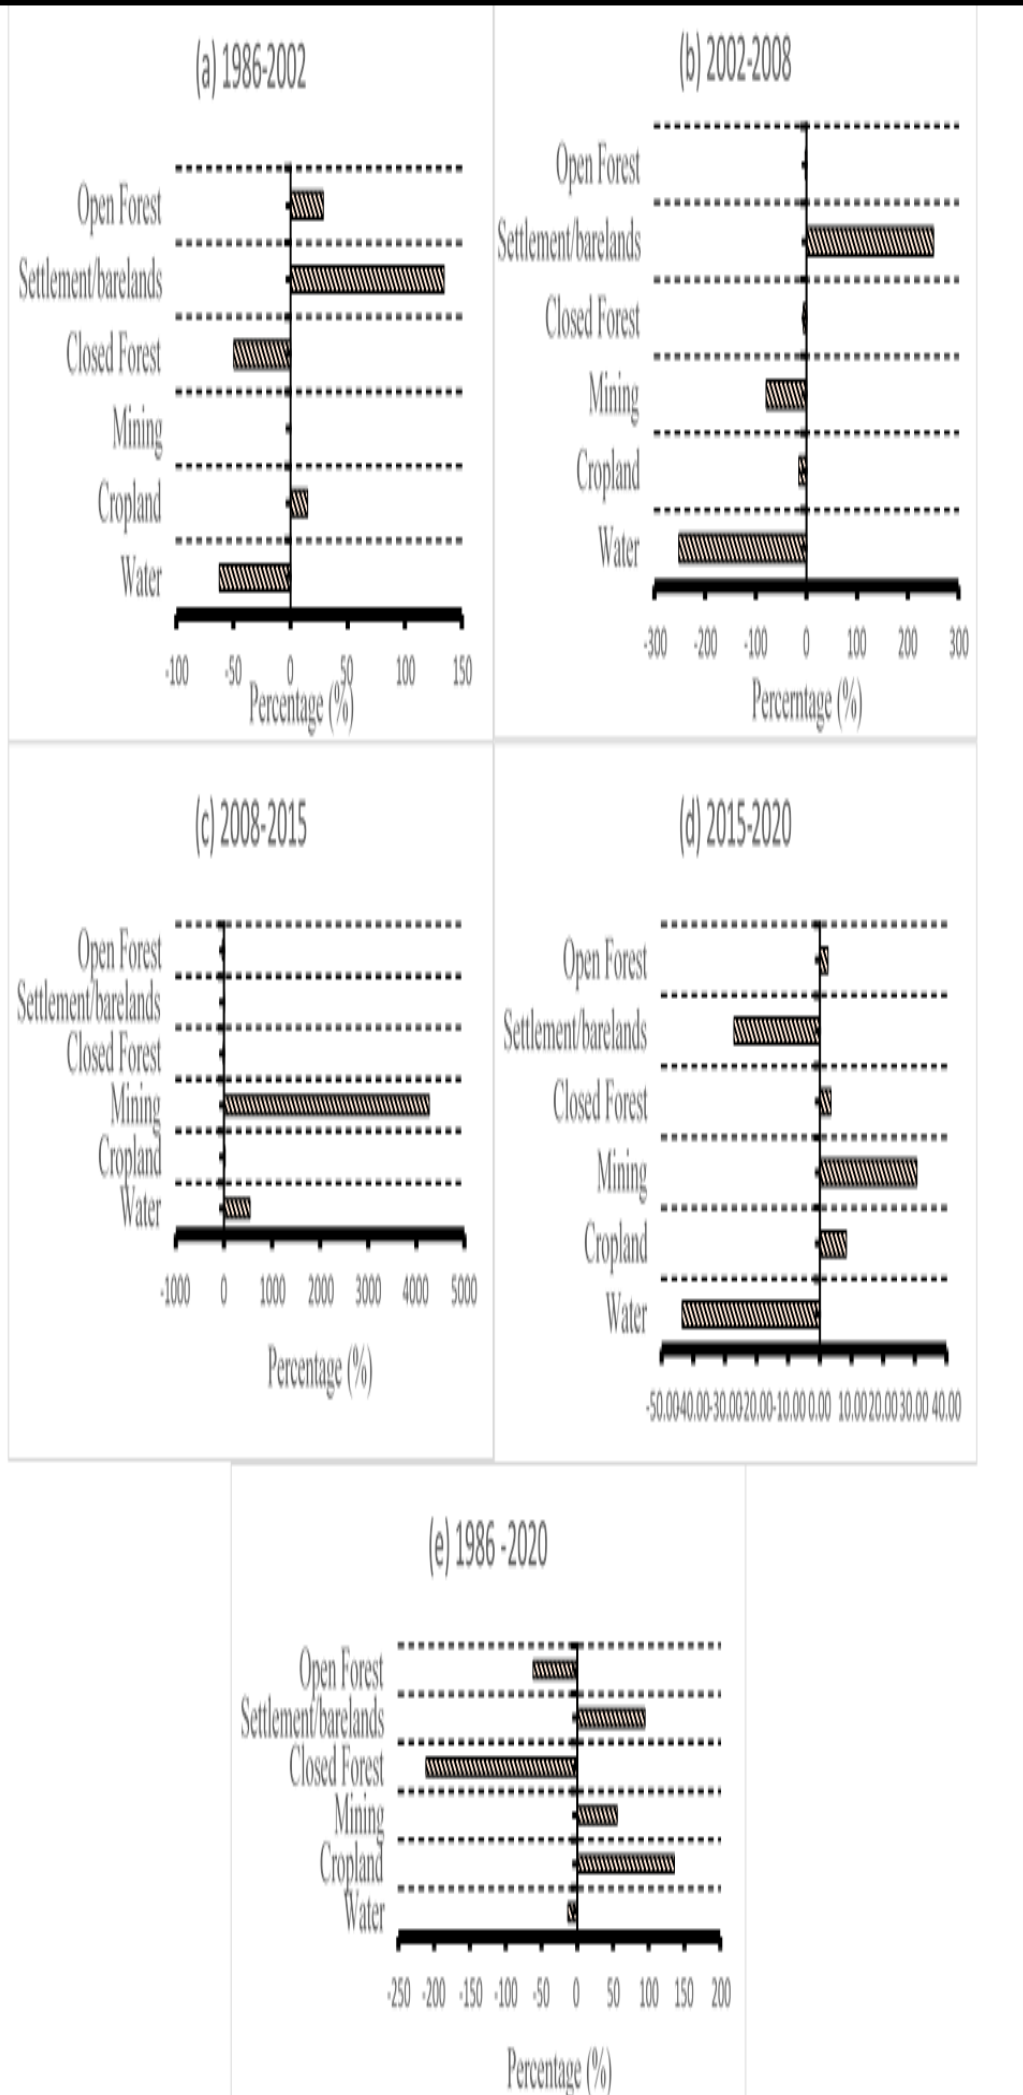 (a) 1986-2002
Open Forest
Settlement/barelands
Closed Forest
Mining
Cropland
Water
-100 -50 0 50 100 150
Percentage (%)
(b) 2002-2008
Open Forest
Settlement/barelands
Closed Forest
Mining
Cropland
Water
-300 -200 -100 0 100 200 300
Percerntage (%)
(c) 2008-2015
Open Forest
Settlement/barelands
Closed Forest
Mining
Cropland
Water
-1000 0 1000 2000 3000 4000 5000
Percentage (%)
(d) 2015-2020
Open Forest
Settlement/barelands
Closed Forest
Mining
Cropland
Water
-50.00-40.00-30.00-20.00-10.00 0.00 10.00 20.00 30.00 40.00
(e) 1986 -2020
Open Forest
Settlement/barelands
Closed Forest
Mining
Cropland
Water
-250 -200 -150 -100 -50 0 50 100 150 200
Percentage (%)